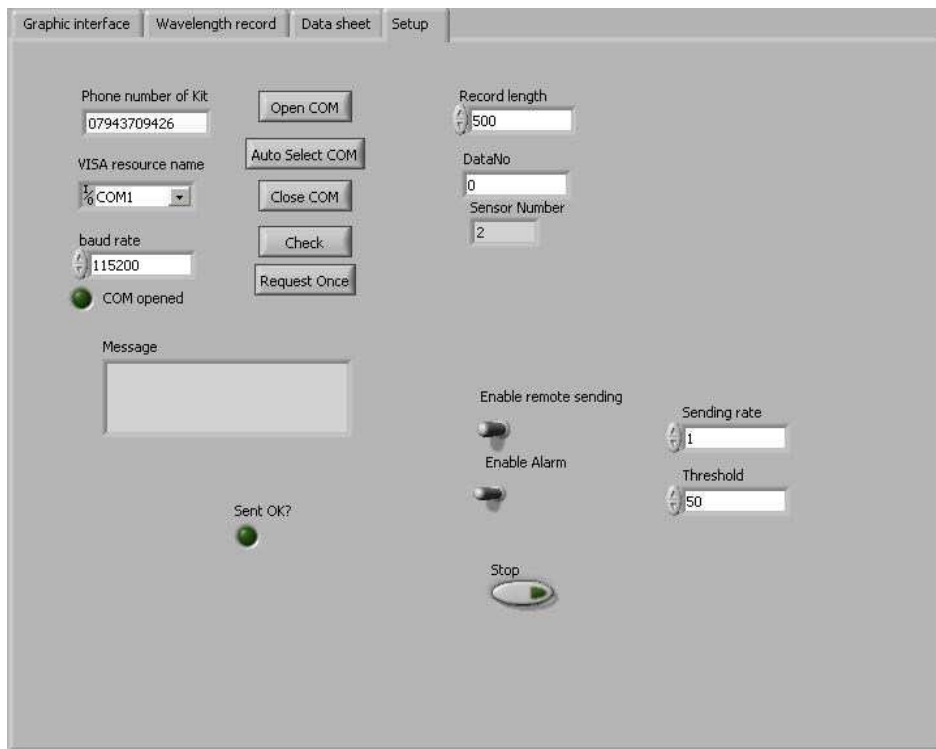 Graphic interface
Wavelength record
Data sheet
Setup
Phone number of Kit
07943709426
Open COM
Auto Select COM
VISA resource name
I/O COM1
Close COM
baud rate
115200
Check
Request Once
COM opened
Record length
500
DataNo
0
Sensor Number
2
Message
Enable remote sending
Sending rate
1
Enable Alarm
Threshold
50
Sent OK?
Stop